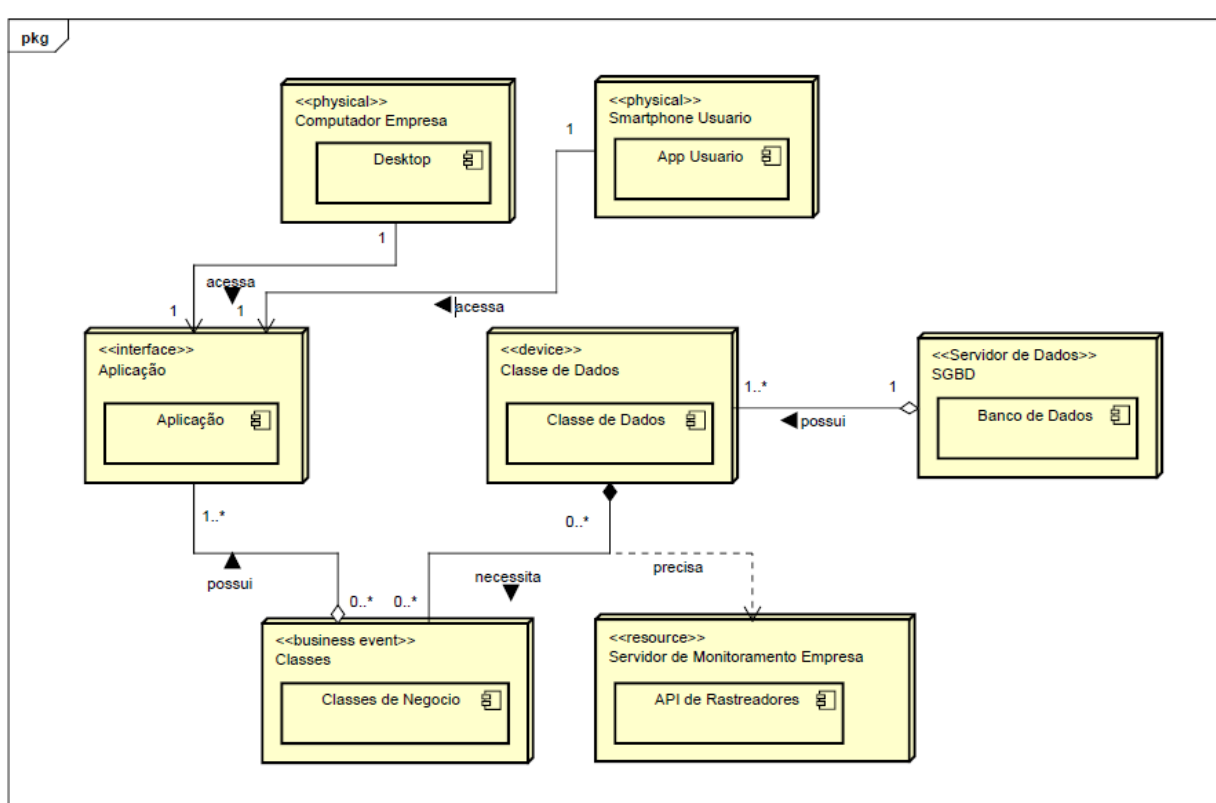 pkg
<<physical>>
Computador Empresa
Desktop
<<physical>>
Smartphone Usuario
App Usuario
1
1
acessa
1
1
acessa
<<interface>>
Aplicação
Aplicação
<<device>>
Classe de Dados
Classe de Dados
1..*
1
possui
<<Servidor de Dados>>
SGBD
Banco de Dados
1..*
possui
0..*
0..*
0..*
necessita
precisa
<<business event>>
Classes
Classes de Negocio
<<resource>>
Servidor de Monitoramento Empresa
API de Rastreadores